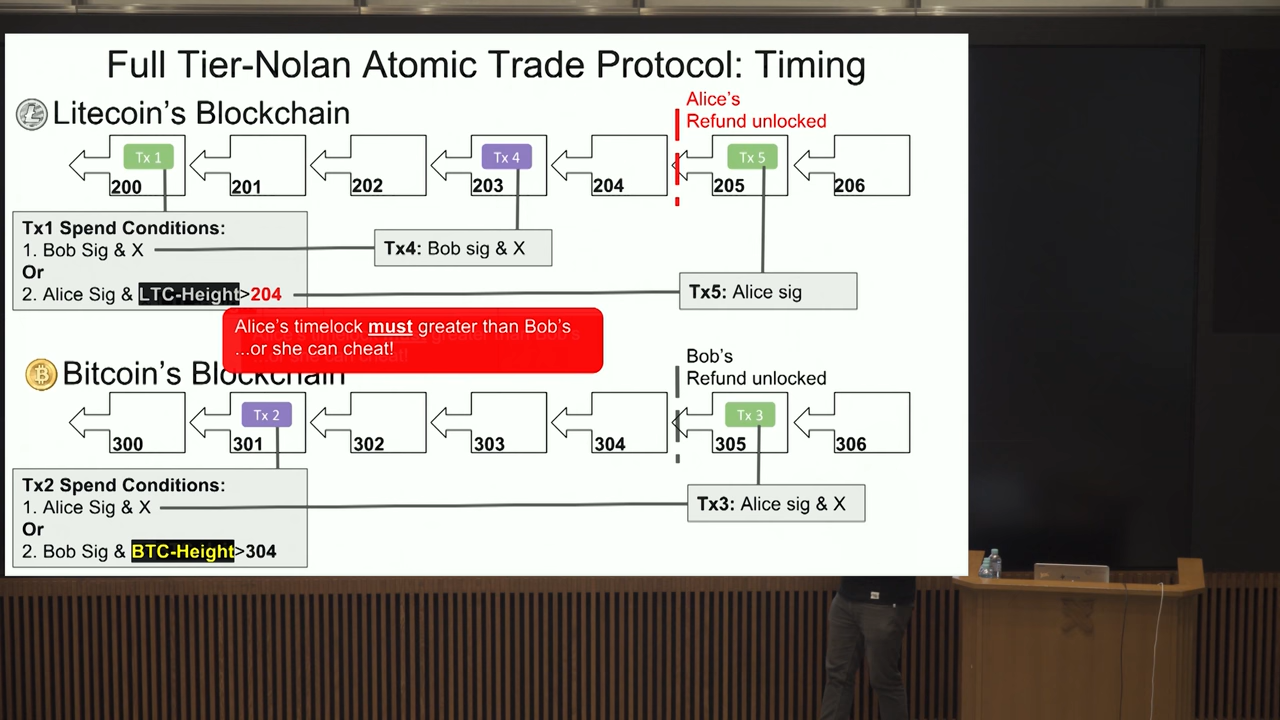 Full Tier-Nolan Atomic Trade Protocol: Timing
Litecoin's Blockchain
Alice's
Refund unlocked
Tx 1
Tx 4
Tx 5
200
201
202
203
204
205
206
Tx1 Spend Conditions:
1. Bob Sig & X
Or
2. Alice Sig & LTC-Height>204
Tx4: Bob sig & X
Tx5: Alice sig
Alice's timelock must greater than Bob's
...or she can cheat!
Bitcoin's Blockchain
Bob's
Refund unlocked
Tx 2
Tx 3
300
301
302
303
304
305
306
Tx2 Spend Conditions:
1. Alice Sig & X
Or
2. Bob Sig & BTC-Height>304
Tx3: Alice sig & X